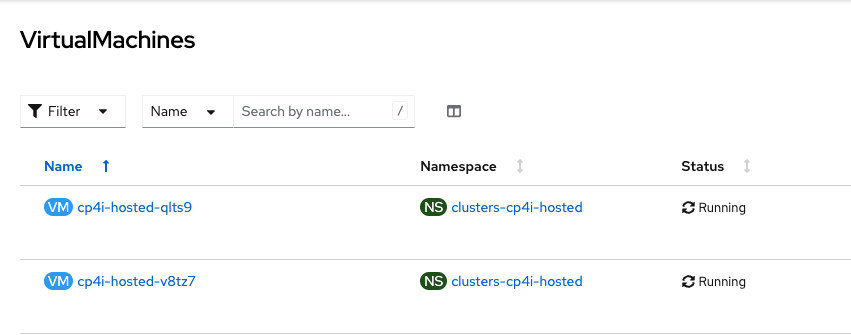 VirtualMachines
Filter Name Search by name... /
Name Namespace Status
VM cp4i-hosted-qlts9 NS clusters-cp4i-hosted Running
VM cp4i-hosted-v8tz7 NS clusters-cp4i-hosted Running